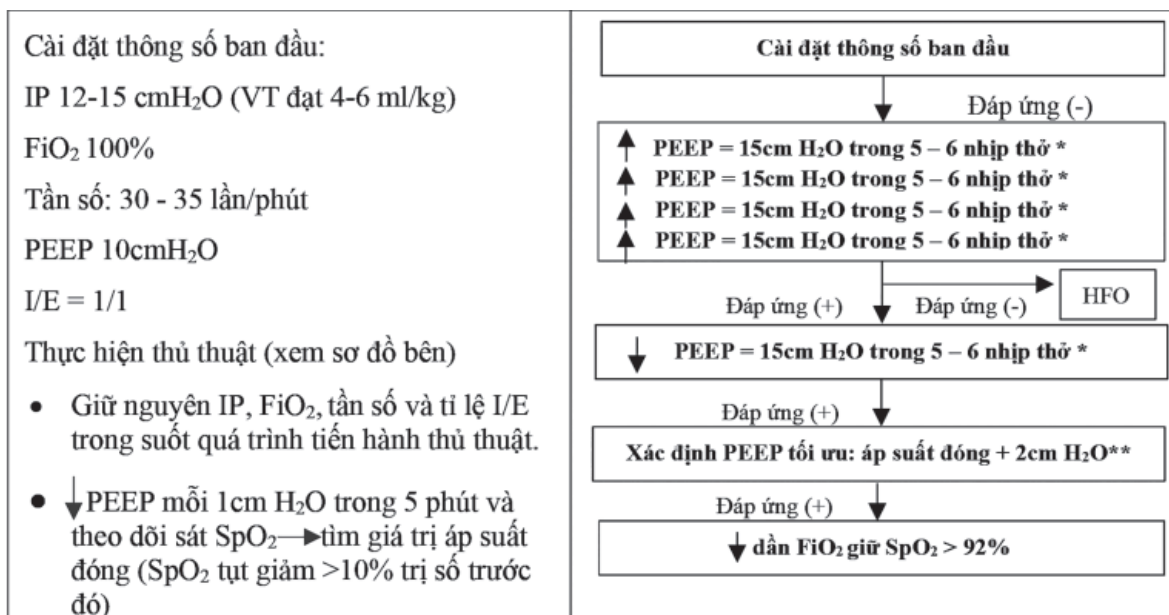 Cài đặt thông số ban đầu:
IP 12-15 cmH₂O (VT đạt 4-6 ml/kg)
FiO₂ 100%
Tần số: 30 - 35 lần/phút
PEEP 10cmH₂O
I/E = 1/1
Thực hiện thủ thuật (xem sơ đồ bên)
• Giữ nguyên IP, FiO₂, tần số và tỉ lệ I/E
trong suốt quá trình tiến hành thủ thuật.
• ↓PEEP mỗi 1cm H₂O trong 5 phút và
theo dõi sát SpO₂→tìm giá trị áp suất
đóng (SpO₂ tụt giảm >10% trị số trước
đó)
Cài đặt thông số ban đầu
Đáp ứng (-)
↑ PEEP = 15cm H₂O trong 5 – 6 nhịp thở *
↑ PEEP = 15cm H₂O trong 5 – 6 nhịp thở *
↑ PEEP = 15cm H₂O trong 5 – 6 nhịp thở *
↑ PEEP = 15cm H₂O trong 5 – 6 nhịp thở *
Đáp ứng (+) Đáp ứng (-) HFO
↓ PEEP = 15cm H₂O trong 5 – 6 nhịp thở *
Đáp ứng (+)
Xác định PEEP tối ưu: áp suất đóng + 2cm H₂O**
Đáp ứng (+)
↓ dần FiO₂ giữ SpO₂ > 92%